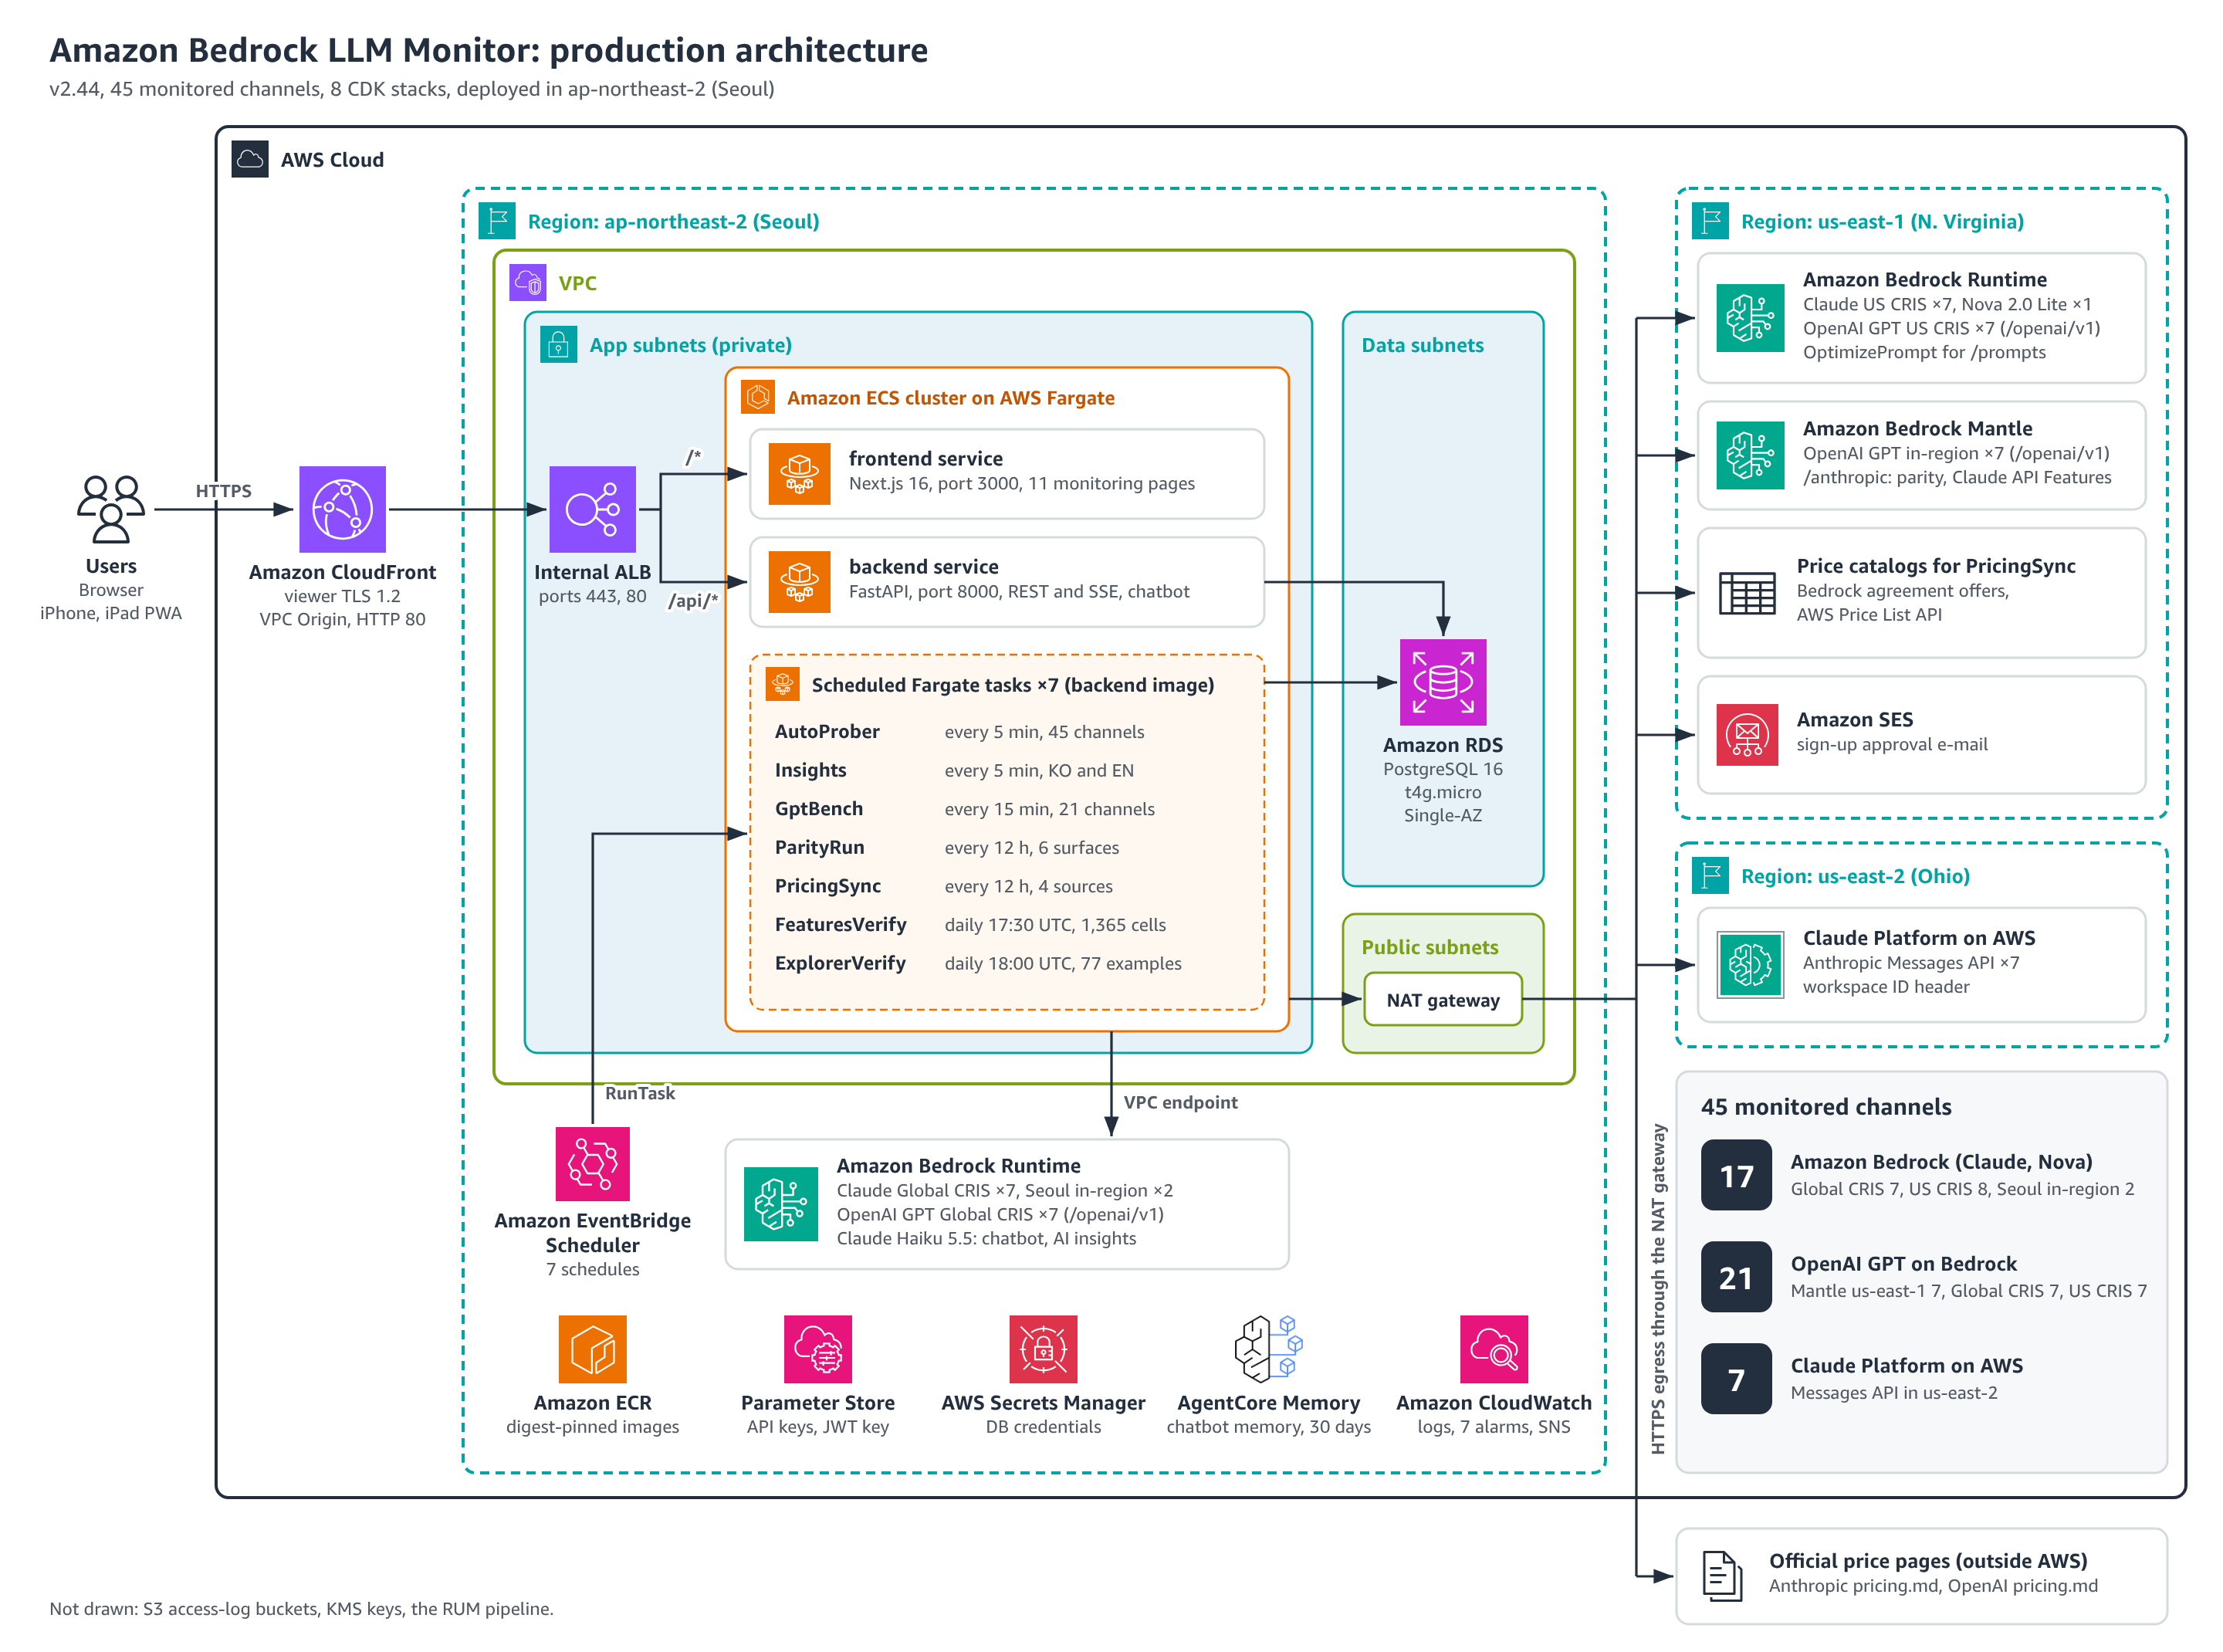 Amazon Bedrock LLM Monitor: production architecture
v2.44, 45 monitored channels, 8 CDK stacks, deployed in ap-northeast-2 (Seoul)
AWS Cloud
Region: ap-northeast-2 (Seoul)
VPC
App subnets (private)
Data subnets
Amazon ECS cluster on AWS Fargate
frontend service
Next.js 16, port 3000, 11 monitoring pages
backend service
FastAPI, port 8000, REST and SSE, chatbot
/*
/api/*
HTTPS
Users
Browser
iPhone, iPad PWA
Amazon CloudFront
viewer TLS 1.2
VPC Origin, HTTP 80
Internal ALB
ports 443, 80
Scheduled Fargate tasks ×7 (backend image)
AutoProber every 5 min, 45 channels
Insights every 5 min, KO and EN
GptBench every 15 min, 21 channels
ParityRun every 12 h, 6 surfaces
PricingSync every 12 h, 4 sources
FeaturesVerify daily 17:30 UTC, 1,365 cells
ExplorerVerify daily 18:00 UTC, 77 examples
Amazon RDS
PostgreSQL 16
t4g.micro
Single-AZ
Public subnets
NAT gateway
RunTask
VPC endpoint
Amazon EventBridge
Scheduler
7 schedules
Amazon Bedrock Runtime
Claude Global CRIS ×7, Seoul in-region ×2
OpenAI GPT Global CRIS ×7 (/openai/v1)
Claude Haiku 5.5: chatbot, AI insights
Amazon ECR
digest-pinned images
Parameter Store
API keys, JWT key
AWS Secrets Manager
DB credentials
AgentCore Memory
chatbot memory, 30 days
Amazon CloudWatch
logs, 7 alarms, SNS
Region: us-east-1 (N. Virginia)
Amazon Bedrock Runtime
Claude US CRIS ×7, Nova 2.0 Lite ×1
OpenAI GPT US CRIS ×7 (/openai/v1)
OptimizePrompt for /prompts
Amazon Bedrock Mantle
OpenAI GPT in-region ×7 (/openai/v1)
/anthropic: parity, Claude API Features
Price catalogs for PricingSync
Bedrock agreement offers,
AWS Price List API
Amazon SES
sign-up approval e-mail
Region: us-east-2 (Ohio)
Claude Platform on AWS
Anthropic Messages API ×7
workspace ID header
HTTPS egress through the NAT gateway
45 monitored channels
17
Amazon Bedrock (Claude, Nova)
Global CRIS 7, US CRIS 8, Seoul in-region 2
21
OpenAI GPT on Bedrock
Mantle us-east-1 7, Global CRIS 7, US CRIS 7
7
Claude Platform on AWS
Messages API in us-east-2
Official price pages (outside AWS)
Anthropic pricing.md, OpenAI pricing.md
Not drawn: S3 access-log buckets, KMS keys, the RUM pipeline.